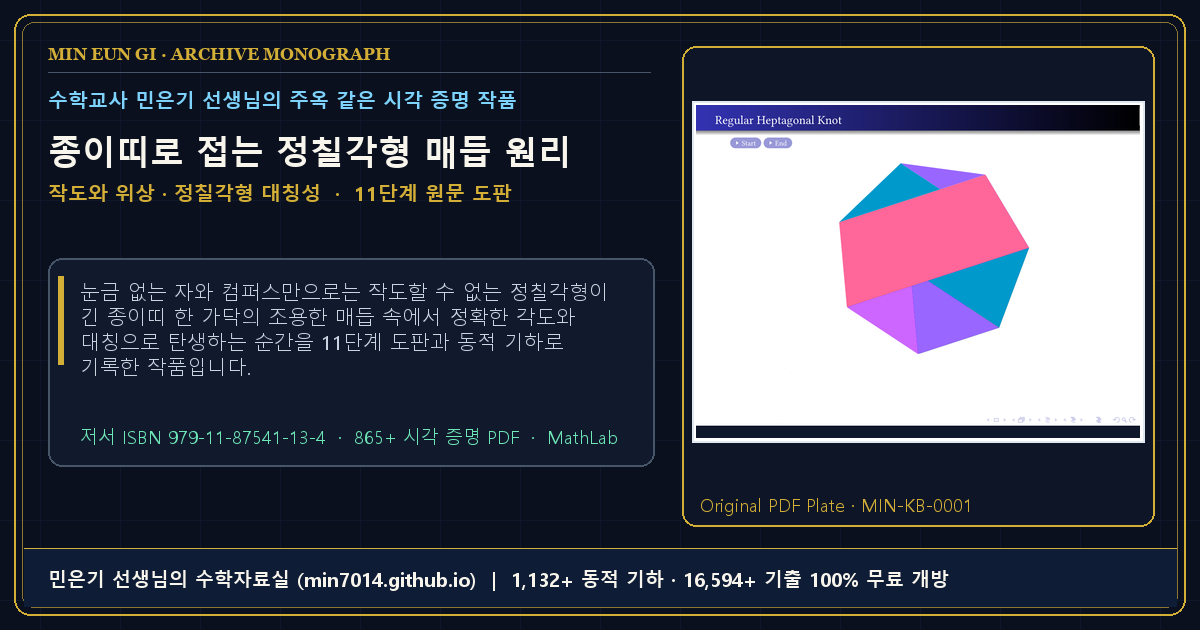 MIN EUN GI · ARCHIVE MONOGRAPH
수학교사 민은기 선생님의 주옥 같은 시각 증명 작품
종이띠로 접는 정칠각형 매듭 원리
작도와 위상 · 정칠각형 대칭성 · 11단계 원문 도판
눈금 없는 자와 컴퍼스만으로는 작도할 수 없는 정칠각형이
긴 종이띠 한 가닥의 조용한 매듭 속에서 정확한 각도와
대칭으로 탄생하는 순간을 11단계 도판과 동적 기하로
기록한 작품입니다.
저서 ISBN 979-11-87541-13-4 · 865+ 시각 증명 PDF · MathLab
Regular Heptagonal Knot
Start
End
Original PDF Plate · MIN-KB-0001
민은기 선생님의 수학자료실 (min7014.github.io) | 1,132+ 동적 기하 · 16,594+ 기출 100% 무료 개방